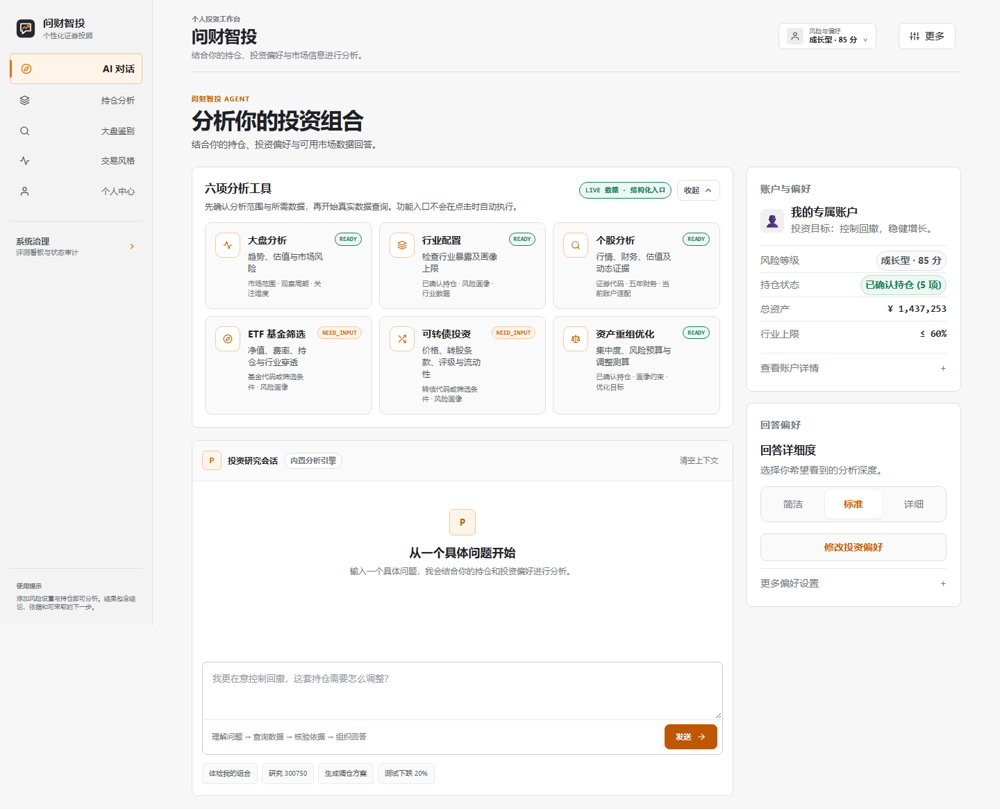 问财智投
个性化证券投顾
AI 对话
持仓分析
大盘鉴别
交易风格
个人中心
系统治理
评测看板与状态审计
使用提示
添加风险设置与持仓即可分析。结果包含结
论、依据和可采取的下一步。
个人投资工作台
问财智投
结合你的持仓、投资偏好与市场信息进行分析。
风险与偏好
成长型 · 85 分
更多
问财智投 AGENT
分析你的投资组合
结合你的持仓、投资偏好与可用市场数据回答。
六项分析工具
先确认分析范围与所需数据，再开始真实数据查询。功能入口不会在点击时自动执行。
LIVE 数据 · 结构化入口
收起
大盘分析
READY
趋势、估值与市场风
险
市场范围 · 观察周期 · 关
注维度
行业配置
READY
检查行业暴露及画像
上限
已确认持仓 · 风险画像 ·
行业数据
个股分析
READY
行情、财务、估值及
动态证据
证券代码 · 五年财务 · 当
前账户适配
ETF 基金筛选
NEED_INPUT
净值、费率、持
仓与行业穿透
基金代码或筛选条
件 · 风险画像
可转债投资
NEED_INPUT
价格、转股条
款、评级与流动
性
转债代码或筛选条
件 · 风险画像
资产重组优化
READY
集中度、风险预算与
调整测算
已确认持仓 · 画像约束 ·
优化目标
P
投资研究会话
内置分析引擎
清空上下文
P
从一个具体问题开始
输入一个具体问题，我会结合你的持仓和投资偏好进行分析。
我更在意控制回撤，这套持仓需要怎么调整？
理解问题 → 查询数据 → 核验依据 → 组织回答
发送 →
体检我的组合
研究 300750
生成调仓方案
测试下跌 20%
账户与偏好
我的专属账户
投资目标：控制回撤，稳健增长。
风险等级
成长型 · 85 分
持仓状态
已确认持仓 (5 项)
总资产
¥ 1,437,253
行业上限
≤ 60%
查看账户详情
+
回答偏好
回答详细度
选择你希望看到的分析深度。
简洁
标准
详细
修改投资偏好
更多偏好设置
+